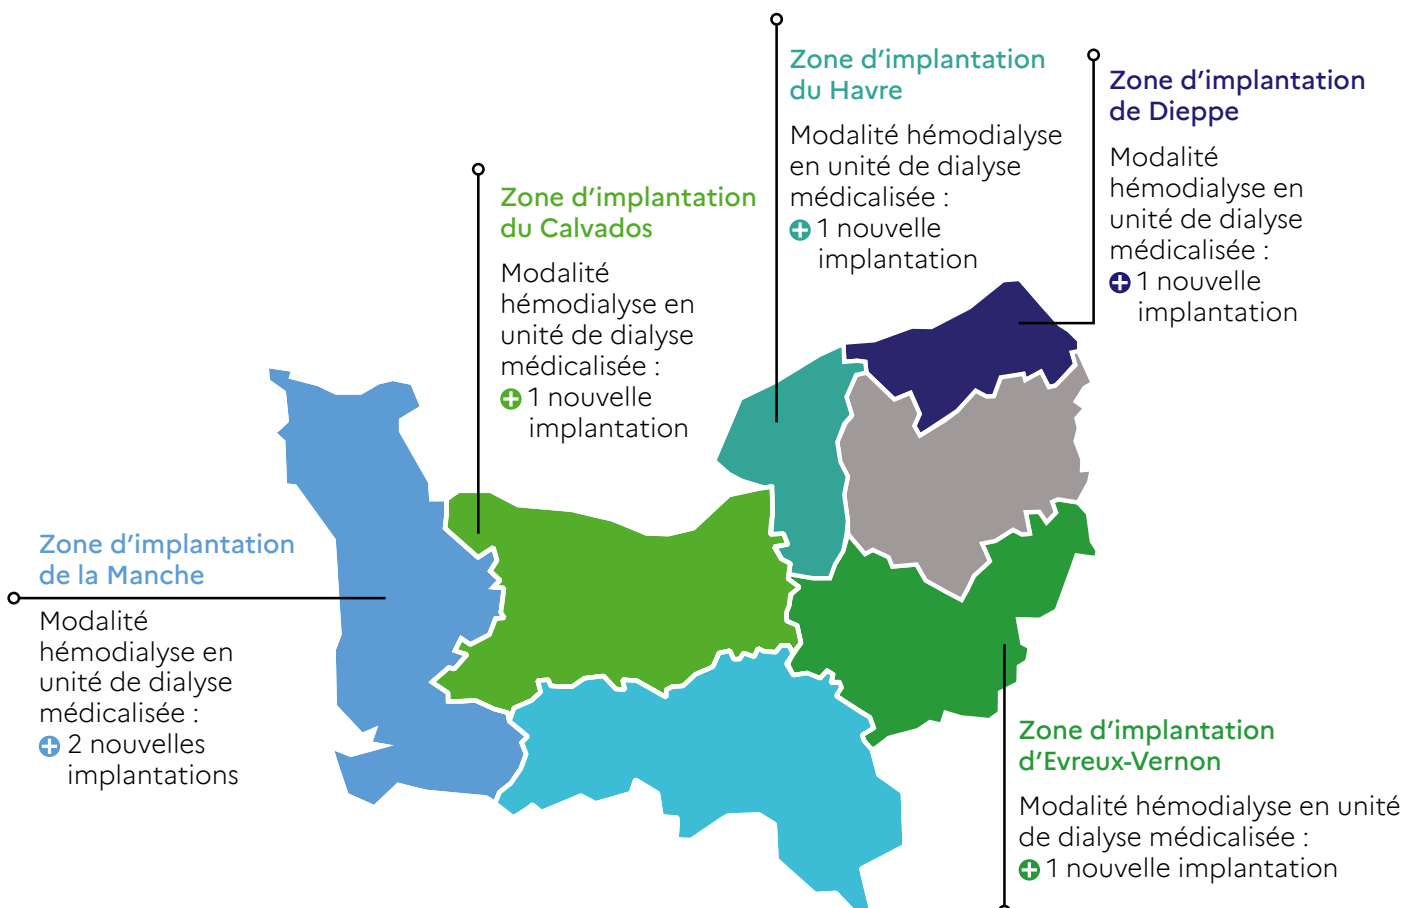 Zone d'implantation
du Havre
Modalité hémodialyse
en unité de dialyse
médicalisée :
+ 1 nouvelle
implantation
Zone d'implantation
de Dieppe
Modalité
hémodialyse en
unité de dialyse
médicalisée :
+ 1 nouvelle
implantation
Zone d'implantation
du Calvados
Modalité
hémodialyse en
unité de dialyse
médicalisée :
+ 1 nouvelle
implantation
Zone d'implantation
de la Manche
Modalité
hémodialyse en
unité de dialyse
médicalisée :
+ 2 nouvelles
implantations
Zone d'implantation
d'Evreux-Vernon
Modalité hémodialyse en unité
de dialyse médicalisée :
+ 1 nouvelle implantation